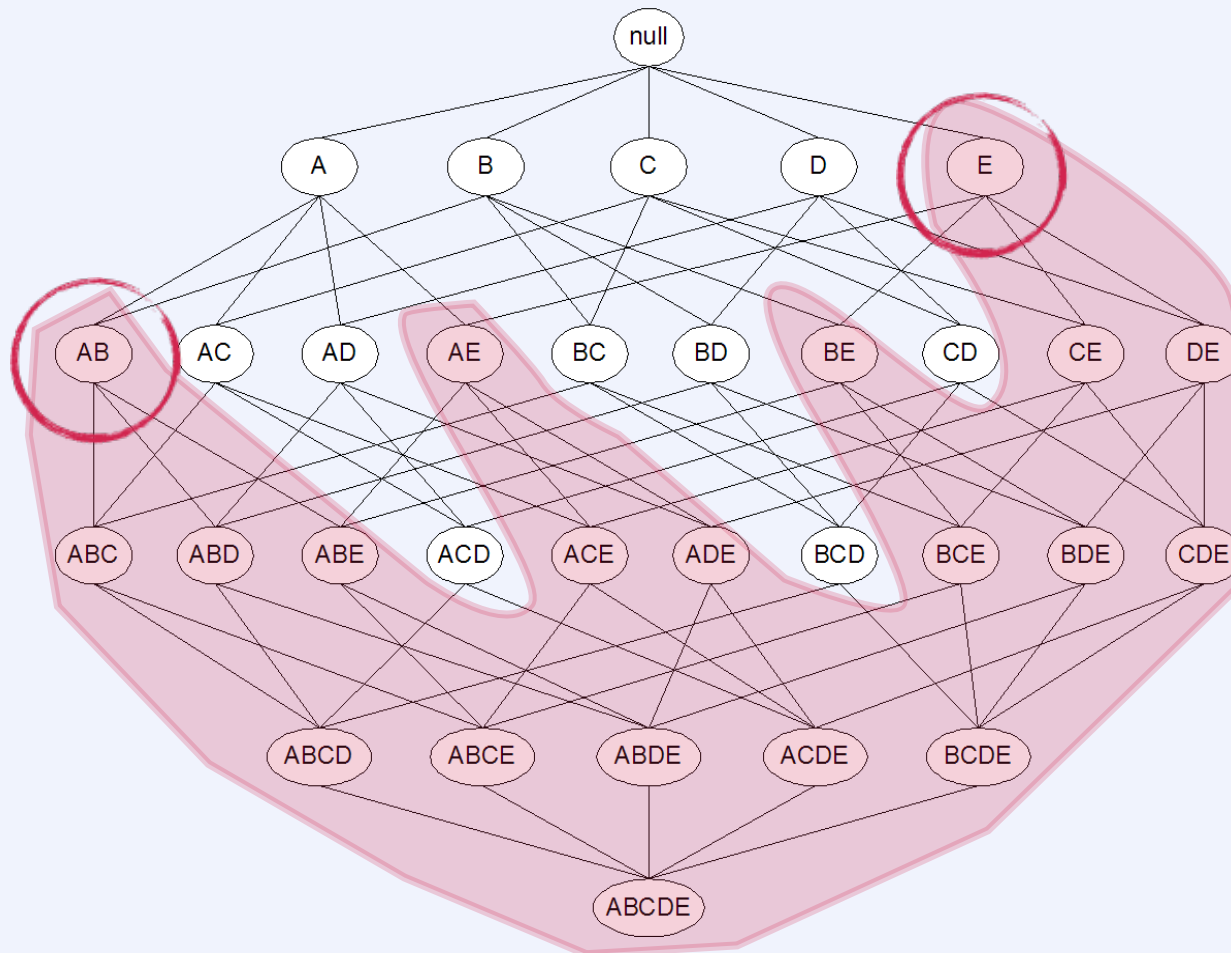 null
A B C D E
AB AC AD AE BC BD BE CD CE DE
ABC ABD ABE ACD ACE ADE BCD BCE BDE CDE
ABCD ABCE ABDE ACDE BCDE
ABCDE